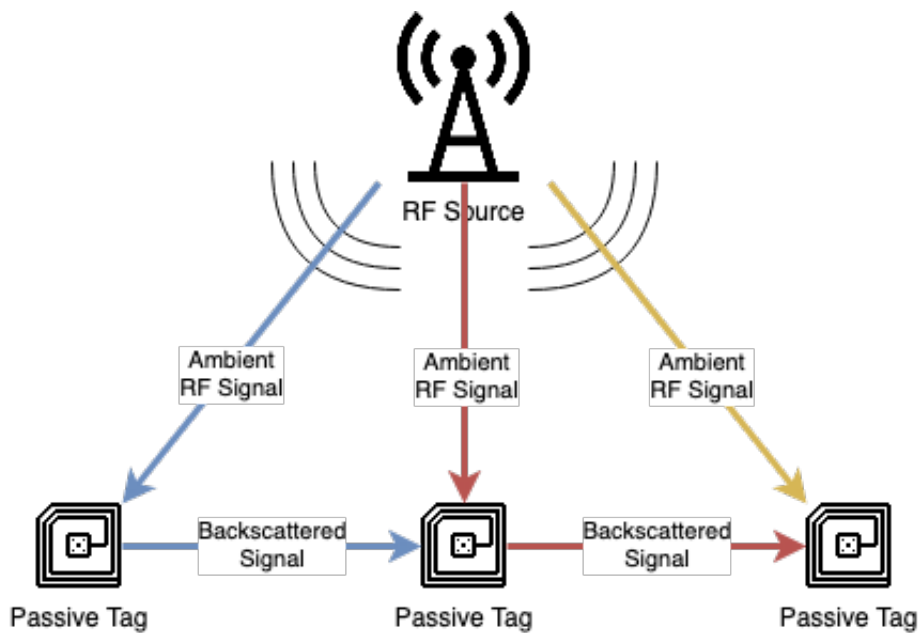 RF Source
Ambient
RF Signal
Ambient
RF Signal
Ambient
RF Signal
Backscattered
Signal
Backscattered
Signal
Passive Tag
Passive Tag
Passive Tag